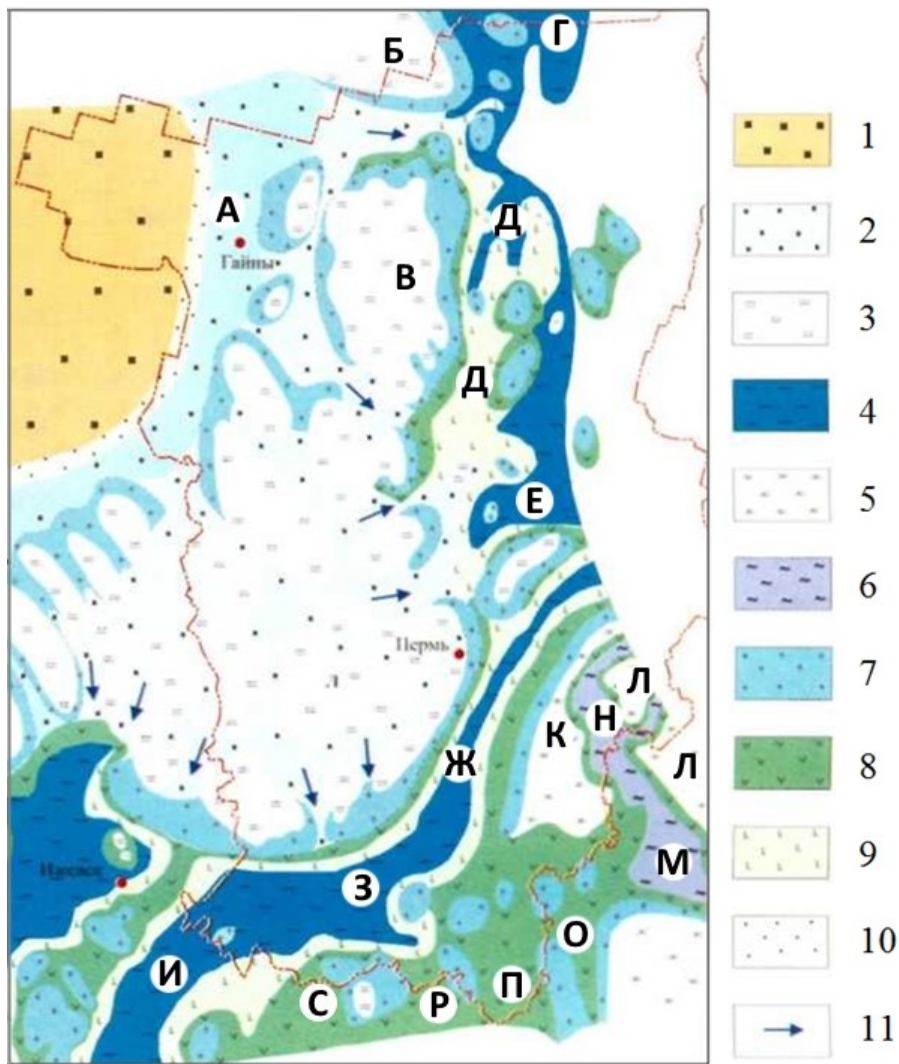 Г
Б
1
2
А
Гайны
Д
В
3
4
Д
5
Е
6
7
Пермь
Л
Л
К
Н
8
Ж
Л
М
9
Ижевск
З
О
10
И
П
С
Р
11